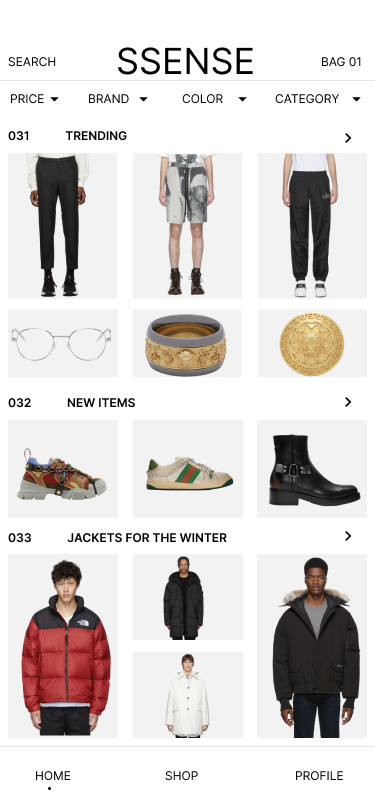 SEARCH SSENSE BAG 01
PRICE BRAND COLOR CATEGORY
031 TRENDING
032 NEW ITEMS
033 JACKETS FOR THE WINTER
HOME SHOP PROFILE